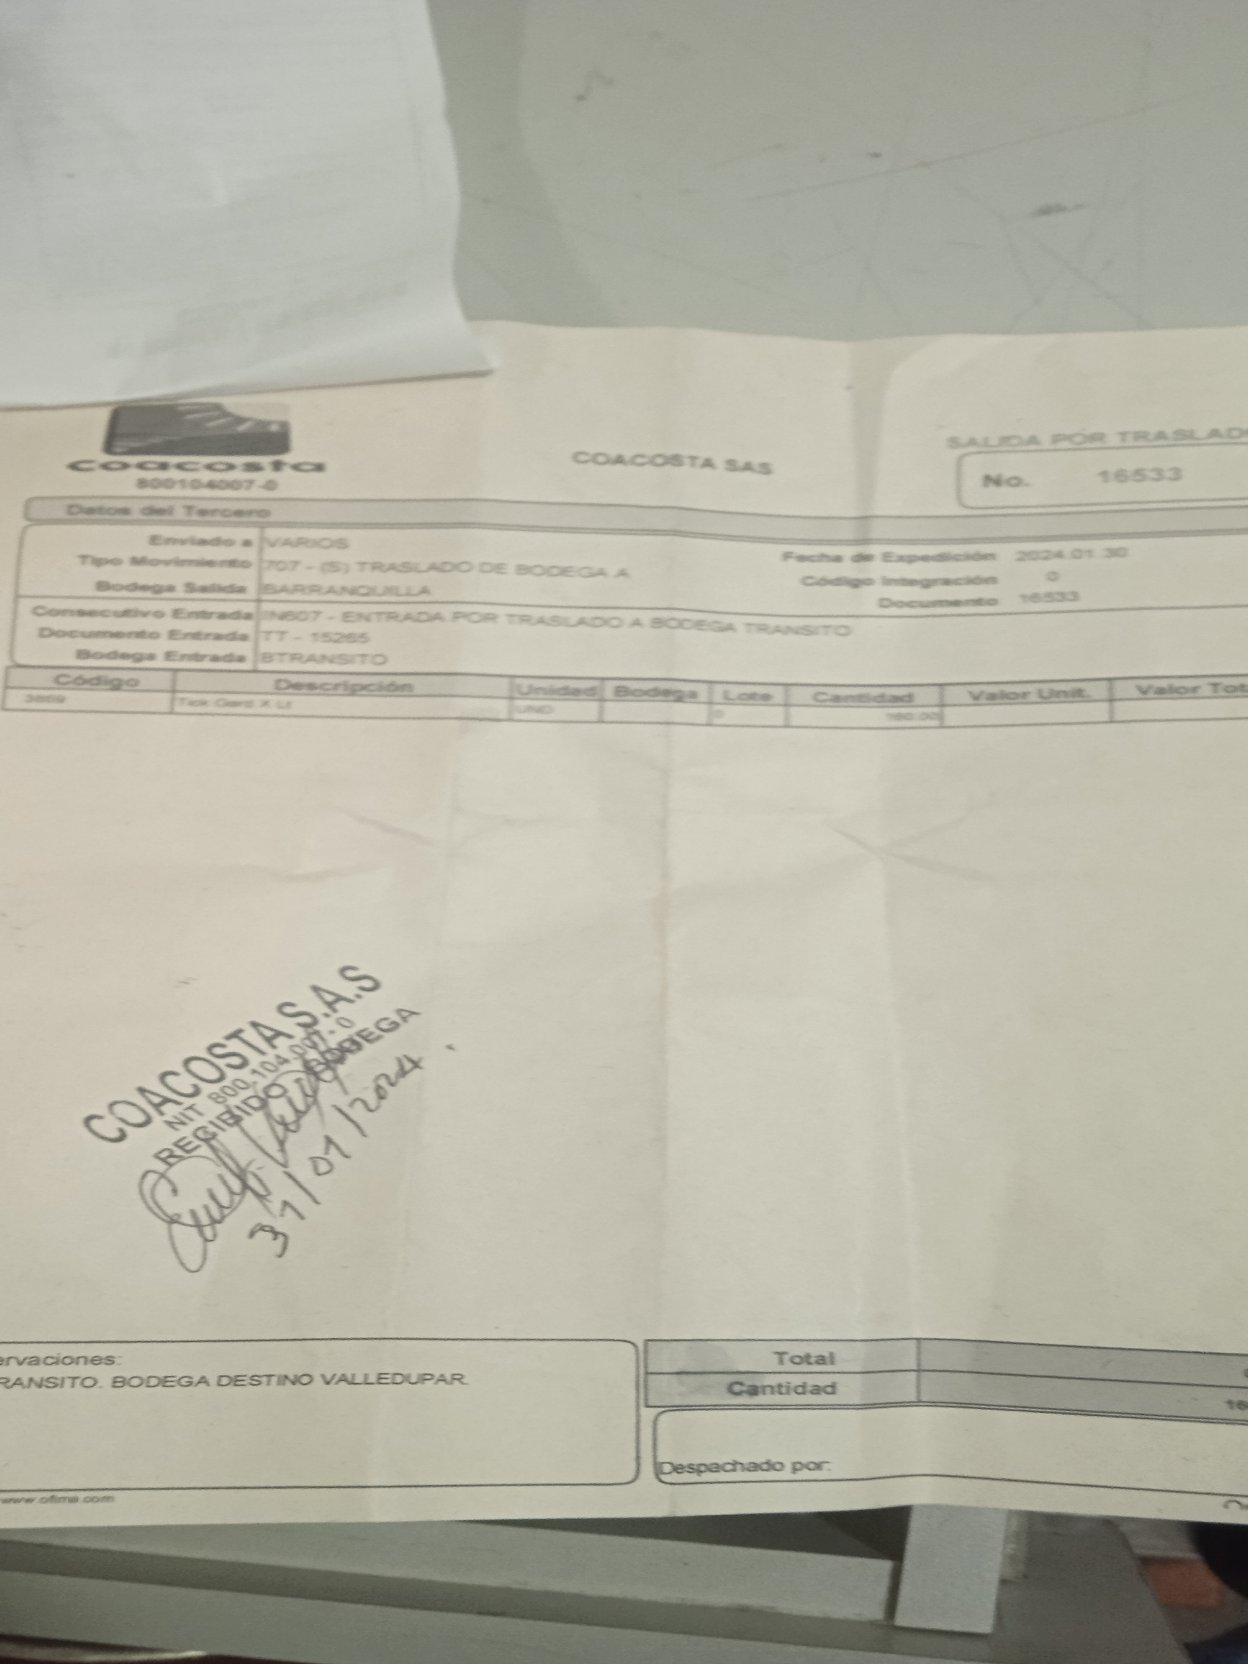 coacosta
800104007-0
COACOSTA SAS
SALIDA POR TRASLAD
No. 16533
Datos del Tercero
Enviado a VARIOS
Tipo Movimiento 707 - (S) TRASLADO DE BODEGA A
Bodega Salida BARRANQUILLA
Fecha de Expedición 2024.01.30
Código Integración 0
Documento 16533
Consecutivo Entrada IN607 - ENTRADA POR TRASLADO A BODEGA TRANSITO
Documento Entrada TT - 15265
Bodega Entrada BTRANSITO
Código Descripción Unidad Bodega Lote Cantidad Valor Unit. Valor Tot
UND 0 160.00
COACOSTA S.A.S
NIT 800.104.007-0
RECIBIDO BODEGA
31/01/2024
ervaciones:
RANSITO. BODEGA DESTINO VALLEDUPAR.
Total
Cantidad 16
Despachado por:
www.ofima.com